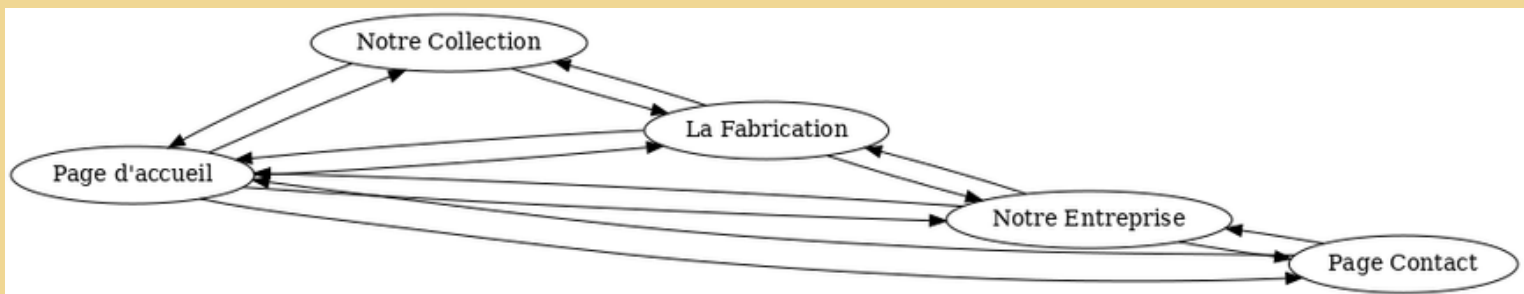 Notre Collection
La Fabrication
Page d'accueil
Notre Entreprise
Page Contact